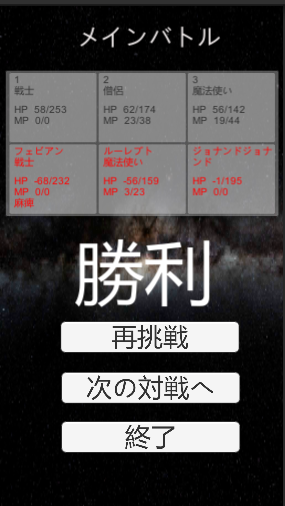 メインバトル
1 2 3
戦士 僧侶 魔法使い
HP 58/253 HP 62/174 HP 56/142
MP 0/0 MP 23/38 MP 19/44
フェビアン ルーレプト ジョナンドジョナ
戦士 魔法使い ンド
HP -68/232 HP -56/159 HP -1/195
MP 0/0 MP 3/23 MP 0/0
麻痺
勝利
再挑戦
次の対戦へ
終了